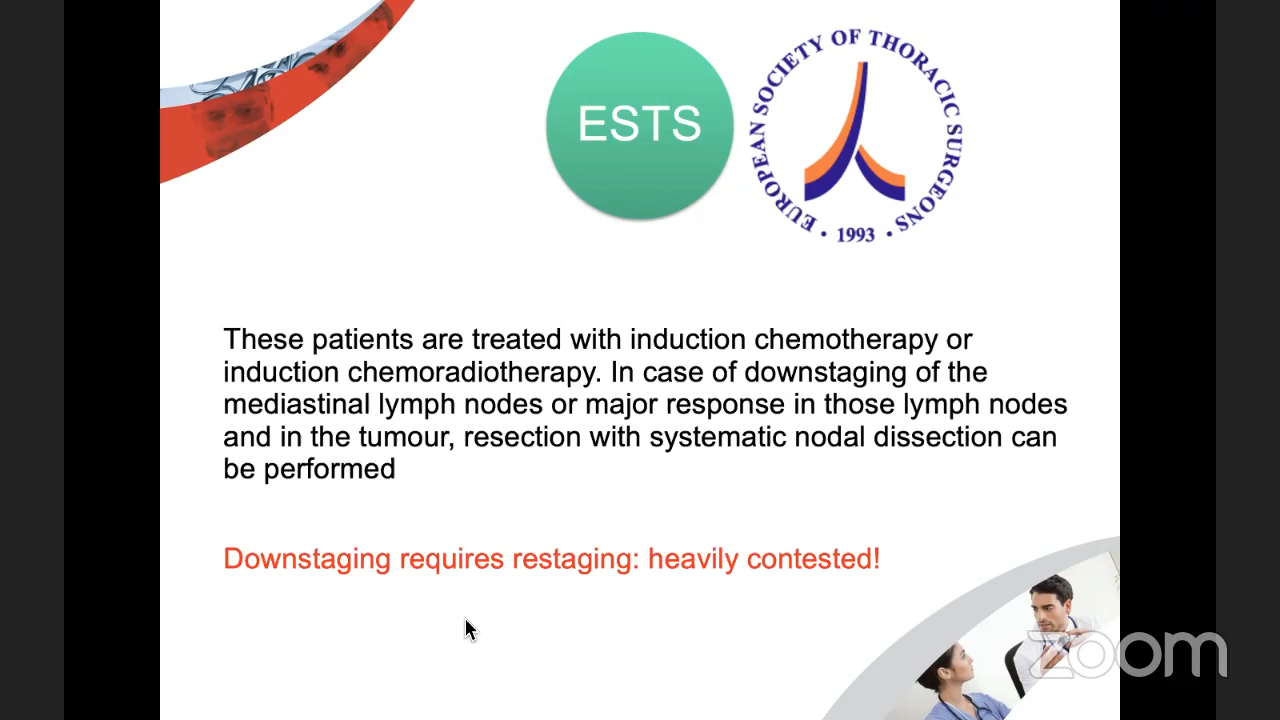 ESTS
EUROPEAN SOCIETY OF THORACIC SURGEONS
• 1993 •
These patients are treated with induction chemotherapy or
induction chemoradiotherapy. In case of downstaging of the
mediastinal lymph nodes or major response in those lymph nodes
and in the tumour, resection with systematic nodal dissection can
be performed
Downstaging requires restaging: heavily contested!
zoom